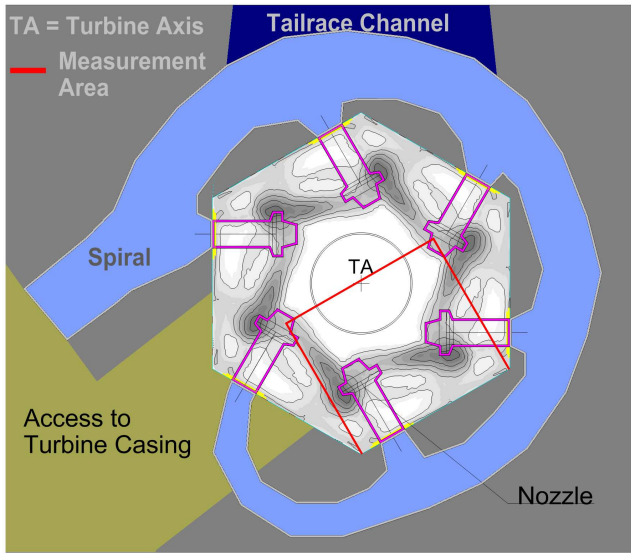 TA = Turbine Axis
Tailrace Channel
Measurement
Area
Spiral
TA
Access to
Turbine Casing
Nozzle